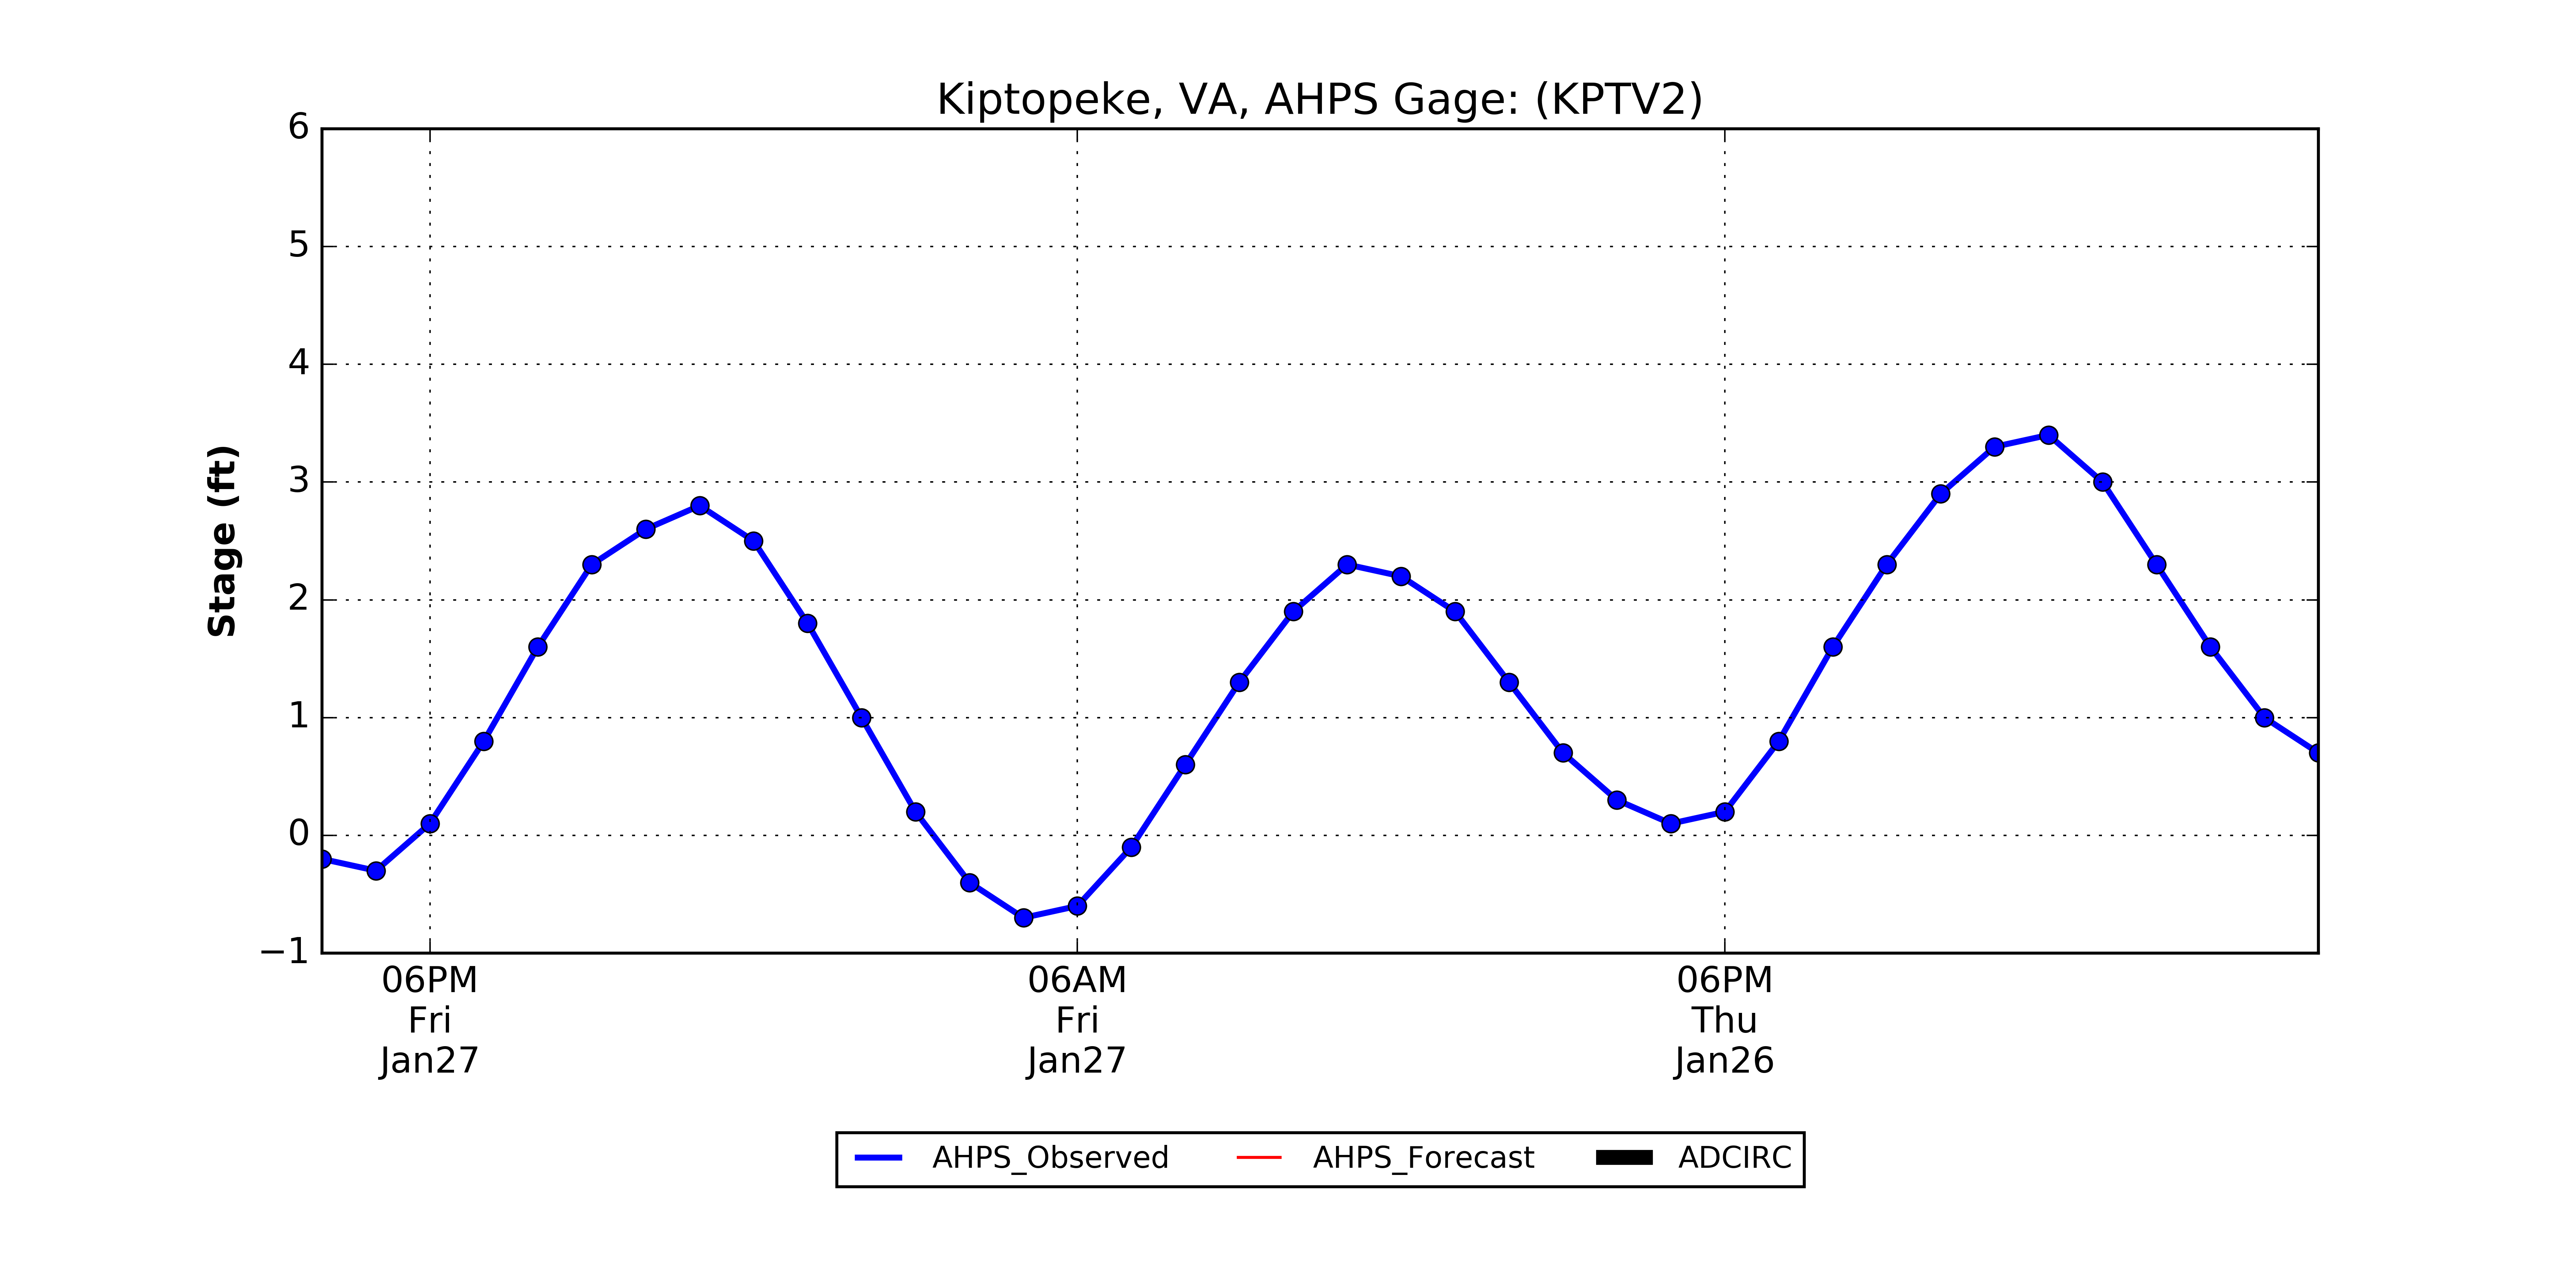 Kiptopeke, VA, AHPS Gage: (KPTV2)
Stage (ft)
6
5
4
3
2
1
0
−1
06PM
Fri
Jan27
06AM
Fri
Jan27
06PM
Thu
Jan26
AHPS_Observed
AHPS_Forecast
ADCIRC